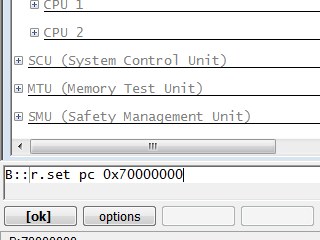 CPU 1
CPU 2
SCU (System Control Unit)
MTU (Memory Test Unit)
SMU (Safety Management Unit)
B::r.set pc 0x70000000
[ok] options